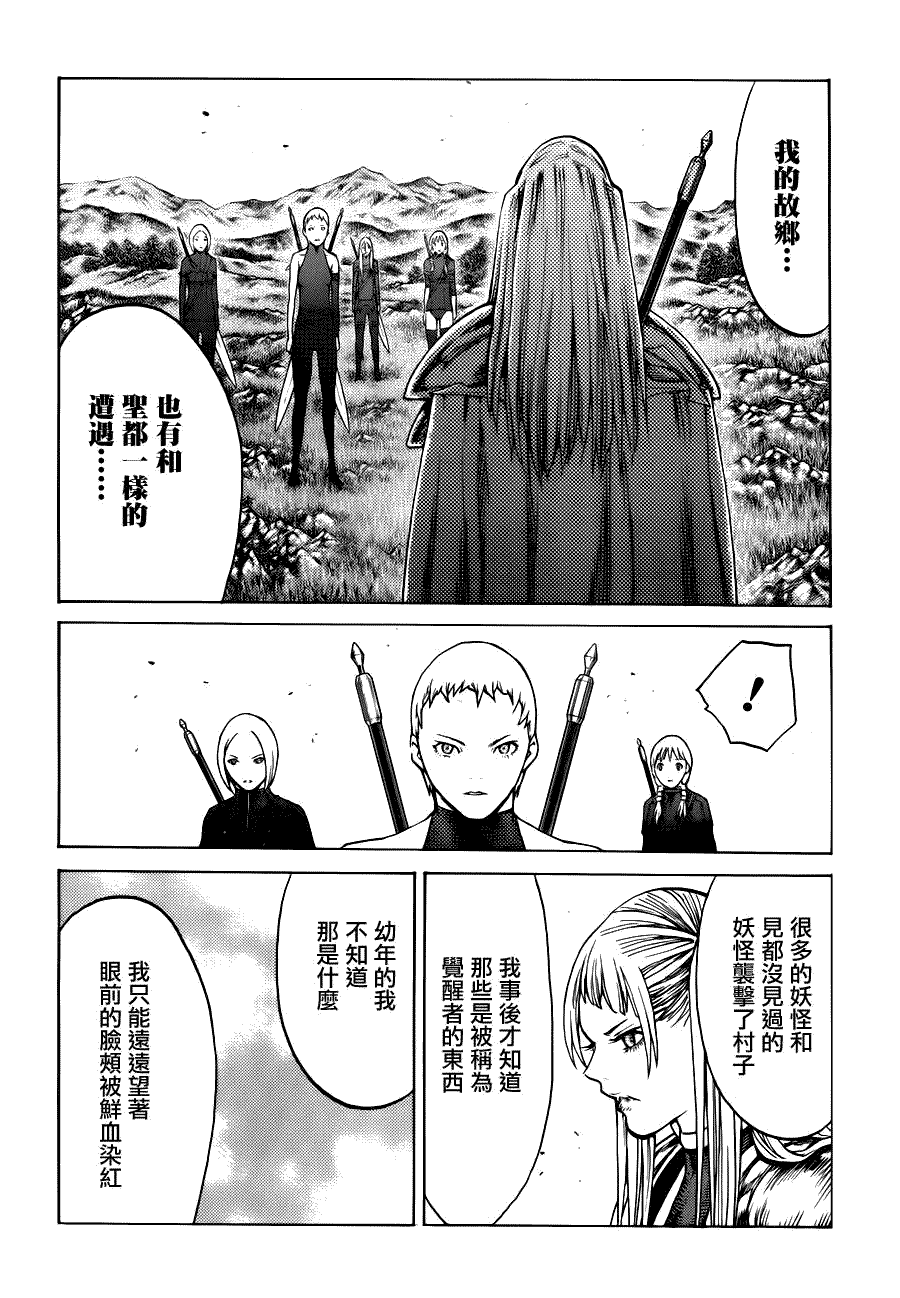 我的故鄉…
也有和
聖都一樣的
遭遇……
！
很多的妖怪和
見都沒見過的
妖怪襲擊了村子
我事後才知道
那些是被稱為
覺醒者的東西
幼年的我
不知道
那是什麼
我只能遠遠望著
眼前的臉頰被鮮血染紅